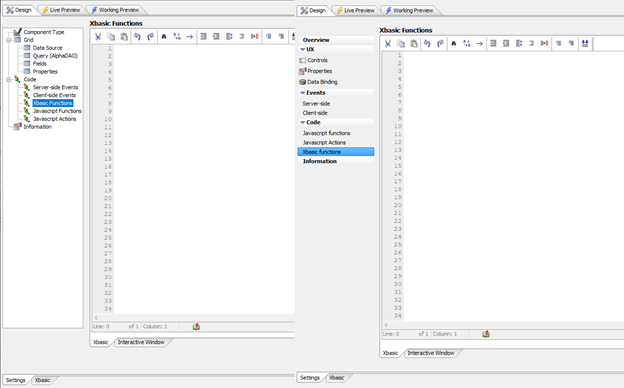 Design Live Preview Working Preview
Component Type
Grid
Data Source
Query (AlphaDAO)
Fields
Properties
Code
Server-side Events
Client-side Events
Xbasic Functions
Javascript Functions
Javascript Actions
Information
Xbasic Functions
1
2
3
4
5
6
7
8
9
10
11
12
13
14
15
16
17
18
19
20
21
22
23
24
25
26
27
28
29
30
31
32
33
34
Line: 0 of 1 Column: 1
Xbasic Interactive Window
Settings Xbasic
Design Live Preview Working Preview
Overview
UX
Controls
Properties
Data Binding
Events
Server-side
Client-side
Code
Javascript functions
Javascript Actions
Xbasic functions
Information
Xbasic Functions
1
2
3
4
5
6
7
8
9
10
11
12
13
14
15
16
17
18
19
20
21
22
23
24
25
26
27
28
29
30
31
32
33
34
Line: 0 of 1 Column: 1
Xbasic Interactive Window
Settings Xbasic